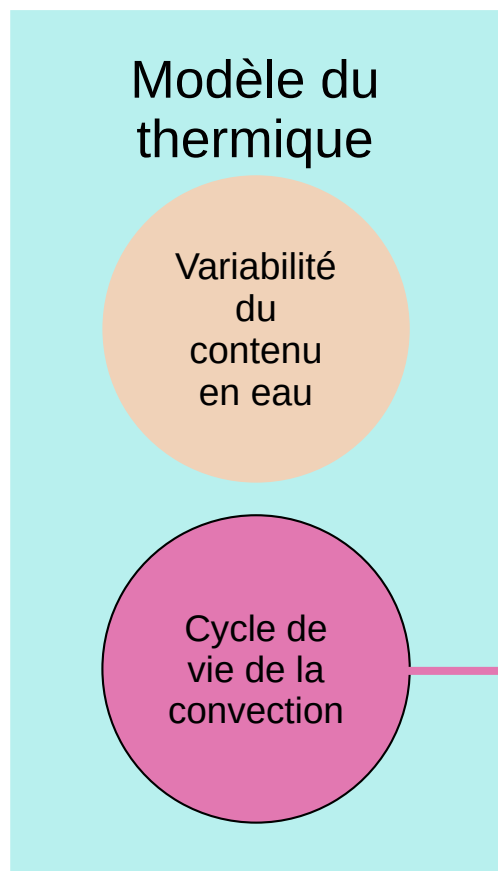 Modèle du
thermique
Variabilité
du
contenu
en eau
Cycle de
vie de la
convection